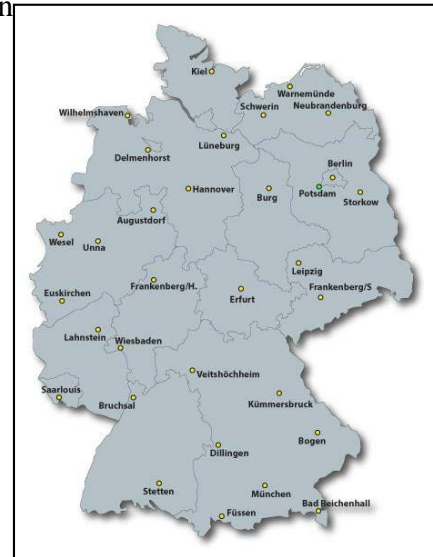 n
Kiel
Warnemünde
Schwerin
Neubrandenburg
Wilhelmshaven
Lüneburg
Delmenhorst
Berlin
Hannover
Burg
Potsdam
Storkow
Augustdorf
Wesel
Unna
Leipzig
Frankenberg/H.
Erfurt
Frankenberg/S
Euskirchen
Lahnstein
Wiesbaden
Veitshöchheim
Saarlouis
Bruchsal
Kümmersbruck
Bogen
Dillingen
Stetten
München
Bad Reichenhall
Füssen